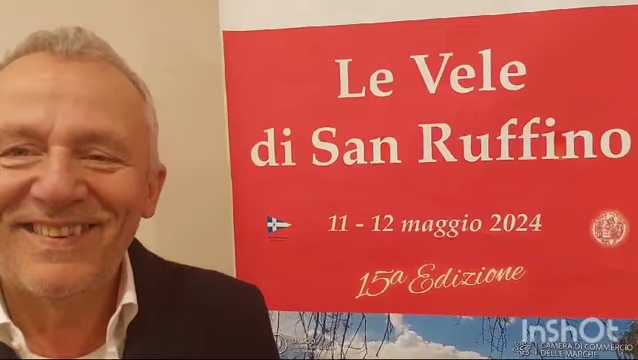 Le Vele
di San Ruffino
11 - 12 maggio 2024
15a Edizione
InShOt
CAMERA DI COMMERCIO
DELLE MARCHE